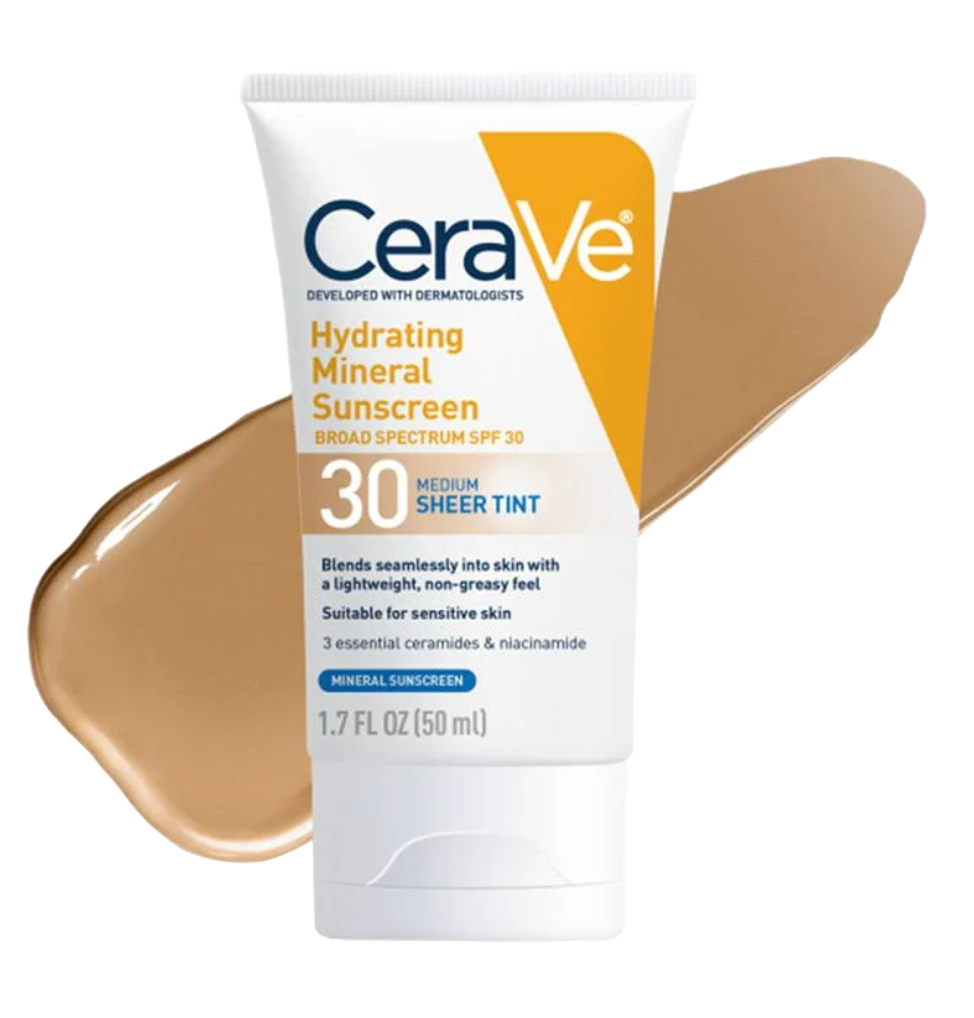 CeraVe®
DEVELOPED WITH DERMATOLOGISTS
Hydrating
Mineral
Sunscreen
BROAD SPECTRUM SPF 30
30 MEDIUM
SHEER TINT
Blends seamlessly into skin with
a lightweight, non-greasy feel
Suitable for sensitive skin
3 essential ceramides & niacinamide
MINERAL SUNSCREEN
1.7 FL OZ (50 ml)